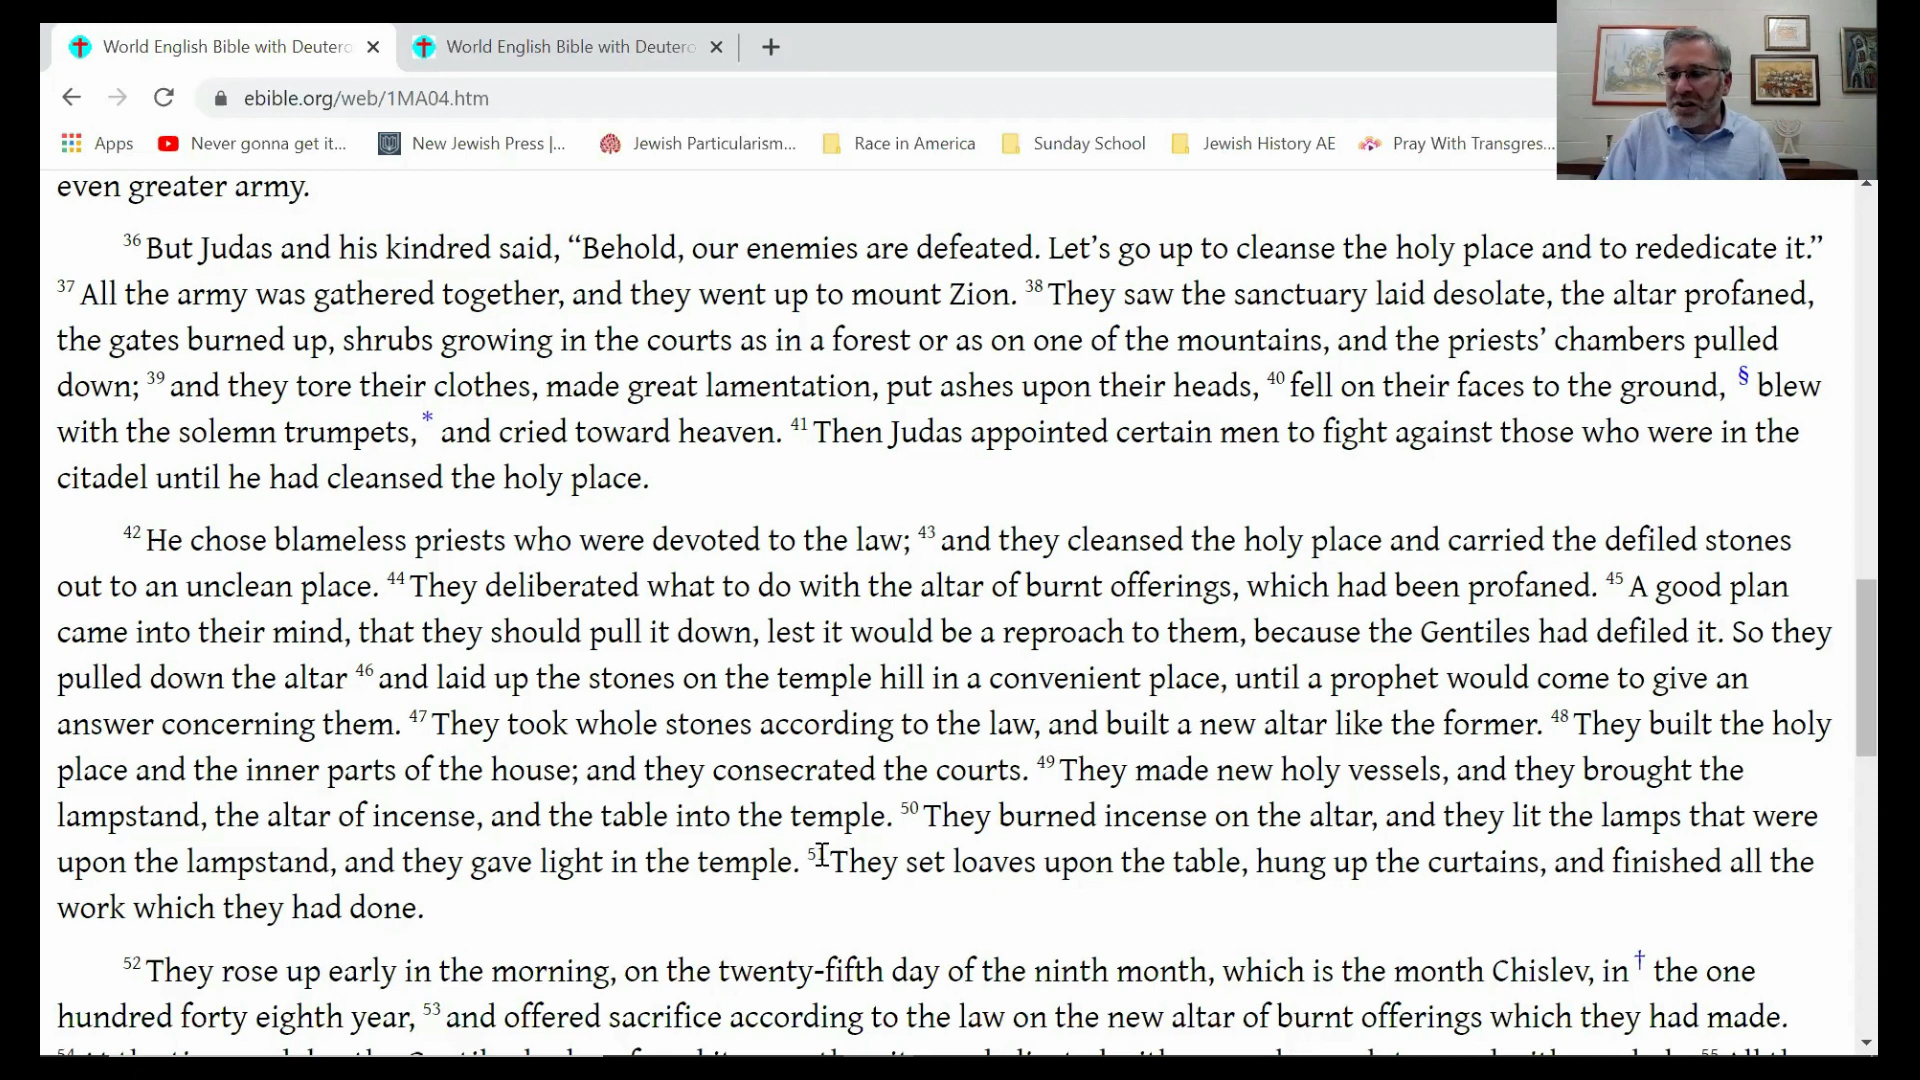 World English Bible with Deutero
World English Bible with Deutero
ebible.org/web/1MA04.htm
Apps Never gonna get it... New Jewish Press |... Jewish Particularism... Race in America Sunday School Jewish History AE Pray With Transgres...
even greater army.
36 But Judas and his kindred said, “Behold, our enemies are defeated. Let’s go up to cleanse the holy place and to rededicate it.”
37 All the army was gathered together, and they went up to mount Zion. 38 They saw the sanctuary laid desolate, the altar profaned,
the gates burned up, shrubs growing in the courts as in a forest or as on one of the mountains, and the priests’ chambers pulled
down; 39 and they tore their clothes, made great lamentation, put ashes upon their heads, 40 fell on their faces to the ground, § blew
with the solemn trumpets,* and cried toward heaven. 41 Then Judas appointed certain men to fight against those who were in the
citadel until he had cleansed the holy place.
42 He chose blameless priests who were devoted to the law; 43 and they cleansed the holy place and carried the defiled stones
out to an unclean place. 44 They deliberated what to do with the altar of burnt offerings, which had been profaned. 45 A good plan
came into their mind, that they should pull it down, lest it would be a reproach to them, because the Gentiles had defiled it. So they
pulled down the altar 46 and laid up the stones on the temple hill in a convenient place, until a prophet would come to give an
answer concerning them. 47 They took whole stones according to the law, and built a new altar like the former. 48 They built the holy
place and the inner parts of the house; and they consecrated the courts. 49 They made new holy vessels, and they brought the
lampstand, the altar of incense, and the table into the temple. 50 They burned incense on the altar, and they lit the lamps that were
upon the lampstand, and they gave light in the temple. 51 They set loaves upon the table, hung up the curtains, and finished all the
work which they had done.
52 They rose up early in the morning, on the twenty-fifth day of the ninth month, which is the month Chislev, in † the one
hundred forty eighth year, 53 and offered sacrifice according to the law on the new altar of burnt offerings which they had made.